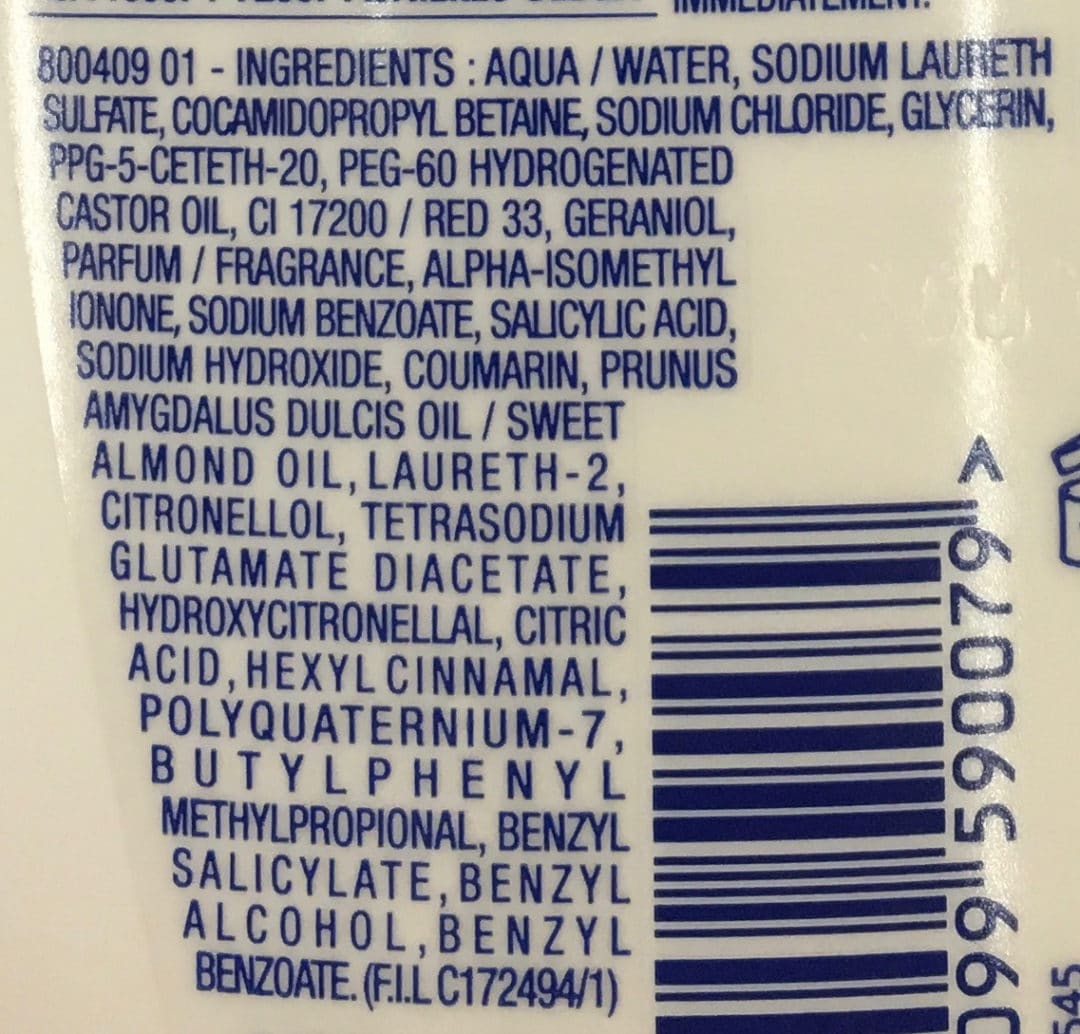 800409 01 - INGREDIENTS : AQUA / WATER, SODIUM LAURETH
SULFATE, COCAMIDOPROPYL BETAINE, SODIUM CHLORIDE, GLYCERIN,
PPG-5-CETETH-20, PEG-60 HYDROGENATED
CASTOR OIL, CI 17200 / RED 33, GERANIOL,
PARFUM / FRAGRANCE, ALPHA-ISOMETHYL
IONONE, SODIUM BENZOATE, SALICYLIC ACID,
SODIUM HYDROXIDE, COUMARIN, PRUNUS
AMYGDALUS DULCIS OIL / SWEET
ALMOND OIL, LAURETH-2,
CITRONELLOL, TETRASODIUM
GLUTAMATE DIACETATE,
HYDROXYCITRONELLAL, CITRIC
ACID, HEXYL CINNAMAL,
POLYQUATERNIUM-7,
BUTYLPHENYL
METHYLPROPIONAL, BENZYL
SALICYLATE, BENZYL
ALCOHOL, BENZYL
BENZOATE. (F.I.L C172494/1)
099 590079 >
545